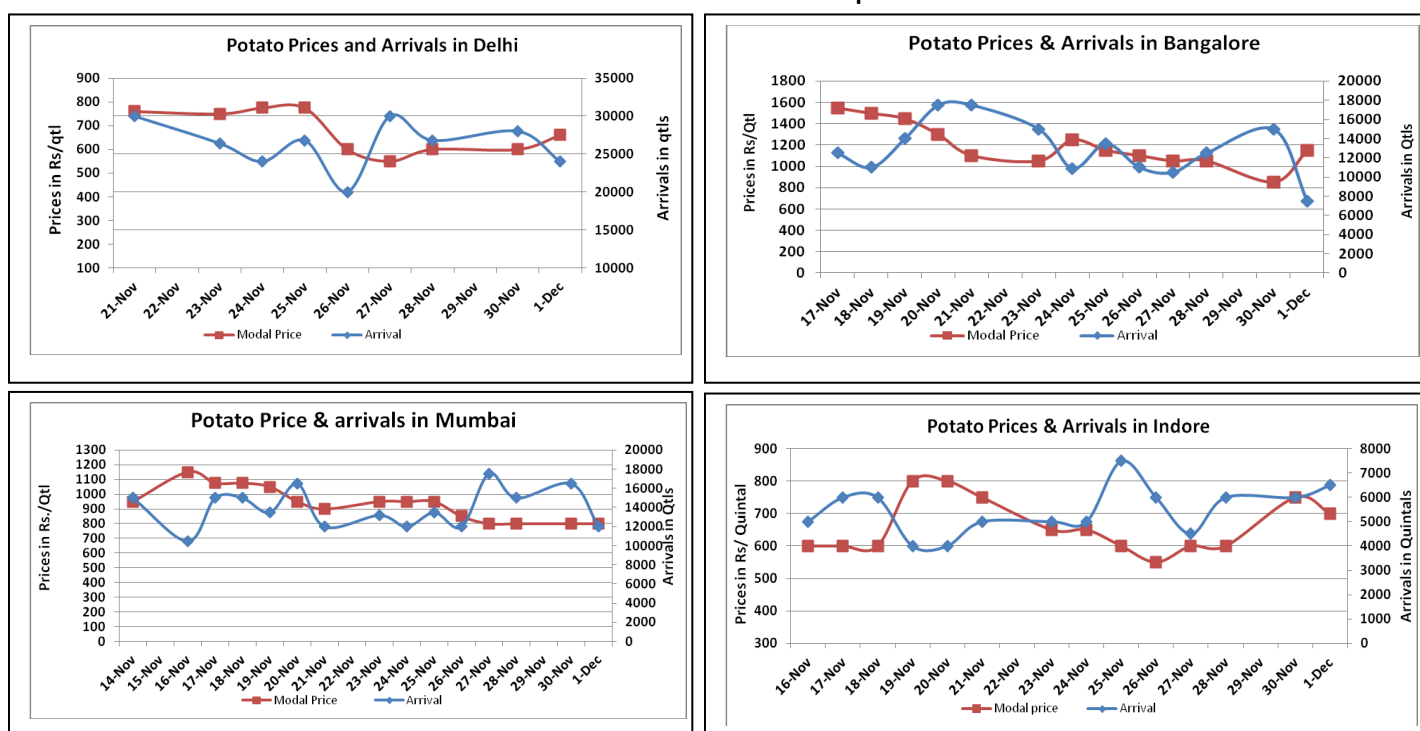 Potato Prices and Arrivals in Delhi
Prices in Rs/qtl
900
800
700
600
500
400
300
200
100
35000
30000
25000
20000
15000
10000
Arrivals in qtls
21-Nov
22-Nov
23-Nov
24-Nov
25-Nov
26-Nov
27-Nov
28-Nov
29-Nov
30-Nov
1-Dec
Modal Price Arrival
Potato Prices & Arrivals in Bangalore
Prices in Rs/Qtl
1800
1600
1400
1200
1000
800
600
400
200
0
20000
18000
16000
14000
12000
10000
8000
6000
4000
2000
0
Arrivals in Qtls
17-Nov
18-Nov
19-Nov
20-Nov
21-Nov
22-Nov
23-Nov
24-Nov
25-Nov
26-Nov
27-Nov
28-Nov
29-Nov
30-Nov
1-Dec
Modal Price Arrival
Potato Price & arrivals in Mumbai
Prices in Rs./Qtl
1300
1200
1100
1000
900
800
700
600
500
400
300
200
100
0
20000
18000
16000
14000
12000
10000
8000
6000
4000
2000
0
Arrivals in Qtls
14-Nov
15-Nov
16-Nov
17-Nov
18-Nov
19-Nov
20-Nov
21-Nov
22-Nov
23-Nov
24-Nov
25-Nov
26-Nov
27-Nov
28-Nov
29-Nov
30-Nov
1-Dec
Modal Price Arrival
Potato Prices & Arrivals in Indore
Prices in Rs/ Quintal
900
800
700
600
500
400
300
8000
7000
6000
5000
4000
3000
2000
1000
0
Arrivals in Quintals
16-Nov
17-Nov
18-Nov
19-Nov
20-Nov
21-Nov
22-Nov
23-Nov
24-Nov
25-Nov
26-Nov
27-Nov
28-Nov
29-Nov
30-Nov
1-Dec
Modal price Arrival